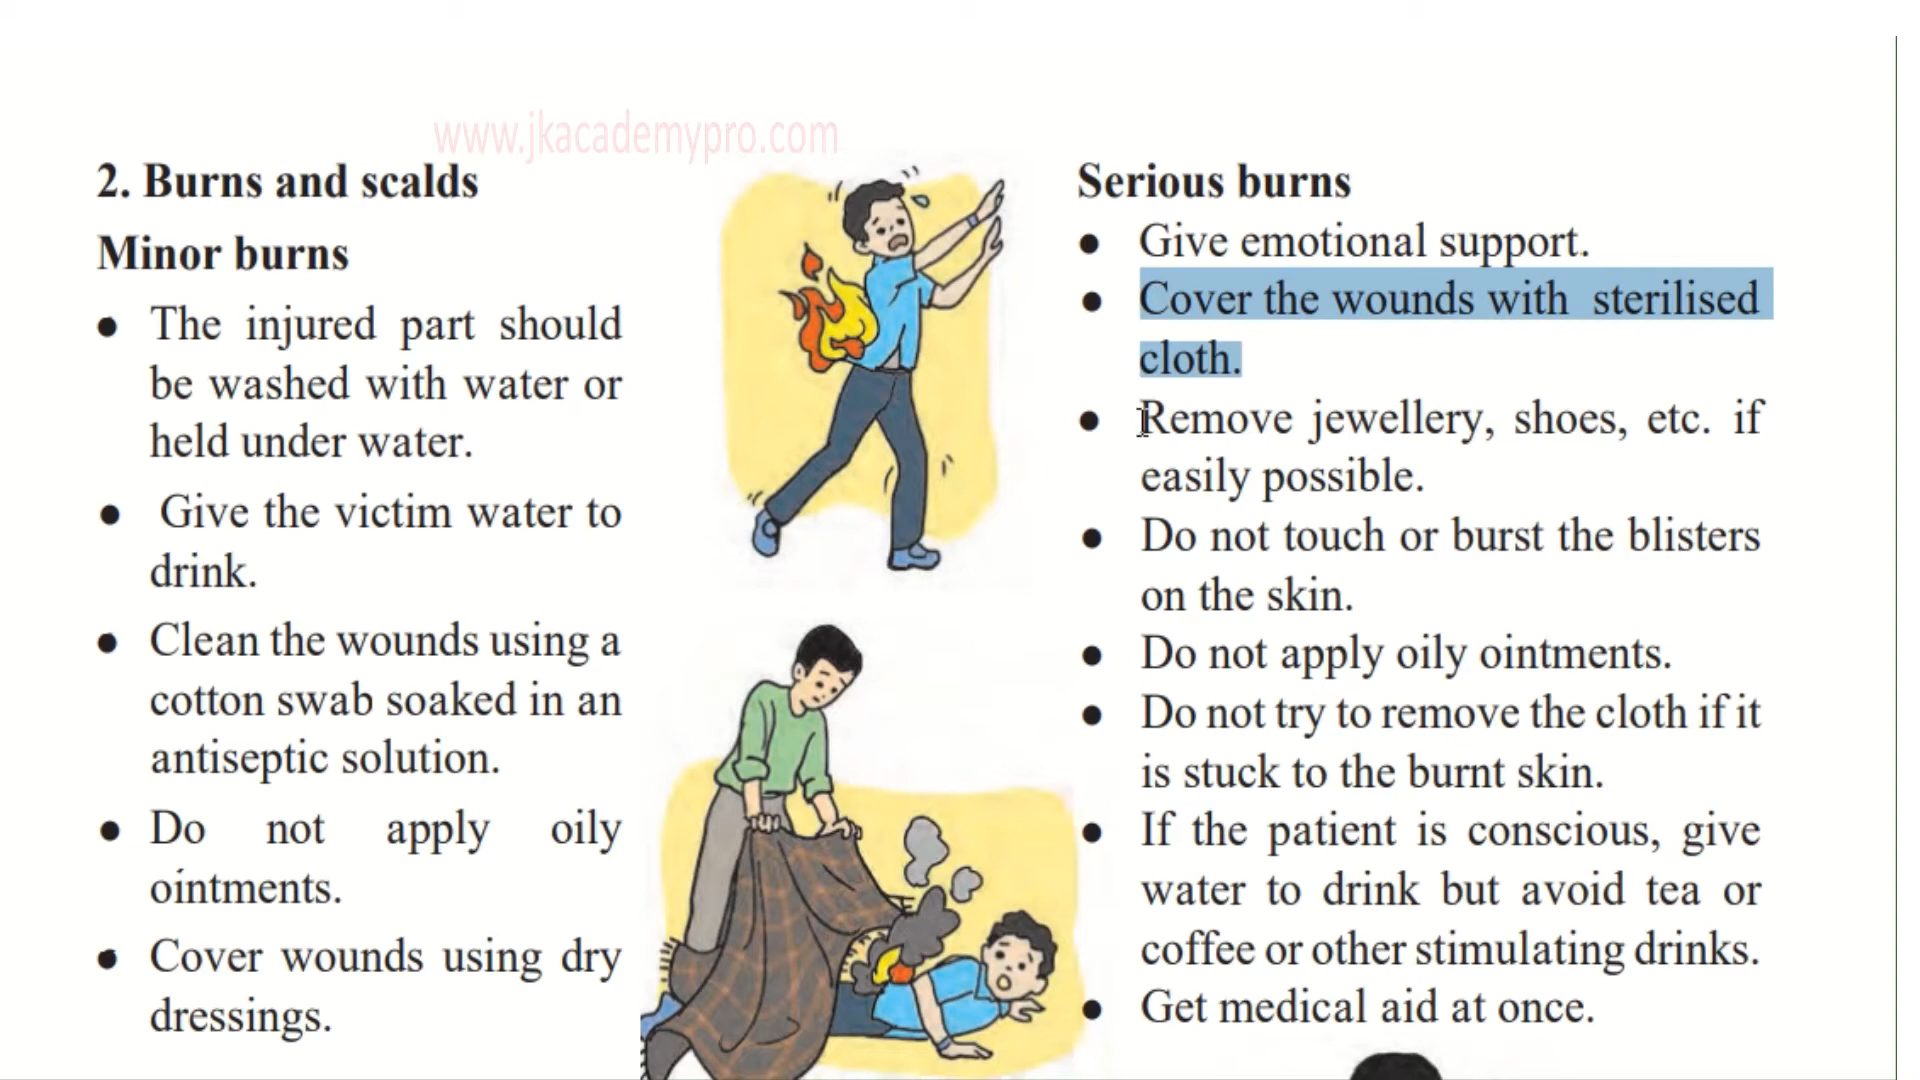 www.jkacademypro.com
2. Burns and scalds
Minor burns
● The injured part should
be washed with water or
held under water.
● Give the victim water to
drink.
● Clean the wounds using a
cotton swab soaked in an
antiseptic solution.
● Do not apply oily
ointments.
● Cover wounds using dry
dressings.
Serious burns
● Give emotional support.
● Cover the wounds with sterilised
cloth.
● Remove jewellery, shoes, etc. if
easily possible.
● Do not touch or burst the blisters
on the skin.
● Do not apply oily ointments.
● Do not try to remove the cloth if it
is stuck to the burnt skin.
● If the patient is conscious, give
water to drink but avoid tea or
coffee or other stimulating drinks.
● Get medical aid at once.